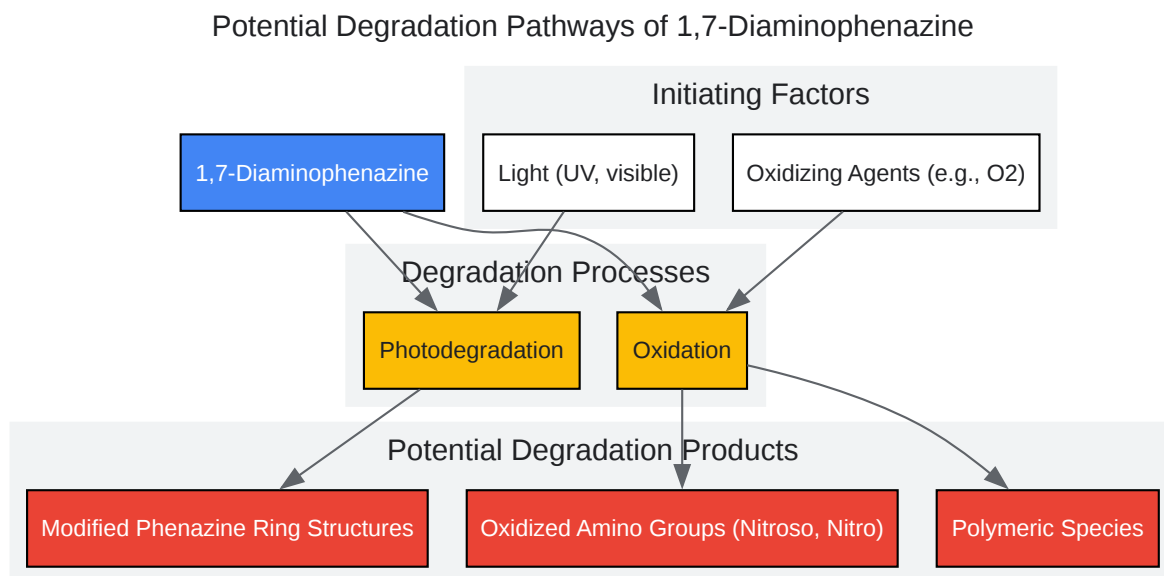 Potential Degradation Pathways of 1,7-Diaminophenazine
Initiating Factors
1,7-Diaminophenazine
Light (UV, visible)
Oxidizing Agents (e.g., O2)
Degradation Processes
Photodegradation
Oxidation
Potential Degradation Products
Modified Phenazine Ring Structures
Oxidized Amino Groups (Nitroso, Nitro)
Polymeric Species